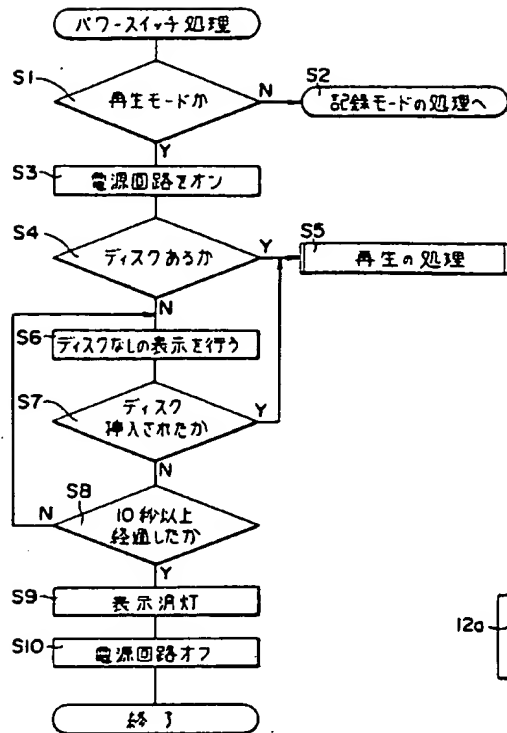 パワースイッチ処理
S1
再生モードか
N
S2
記録モードの処理へ
Y
S3
電源回路をオン
S4
ディスクあるか
Y
S5
再生の処理
N
S6
ディスクなしの表示を行う
S7
ディスク
挿入されたか
Y
N
S8
N
10秒以上
経過したか
Y
S9
表示消灯
12a
S10
電源回路オフ
終了